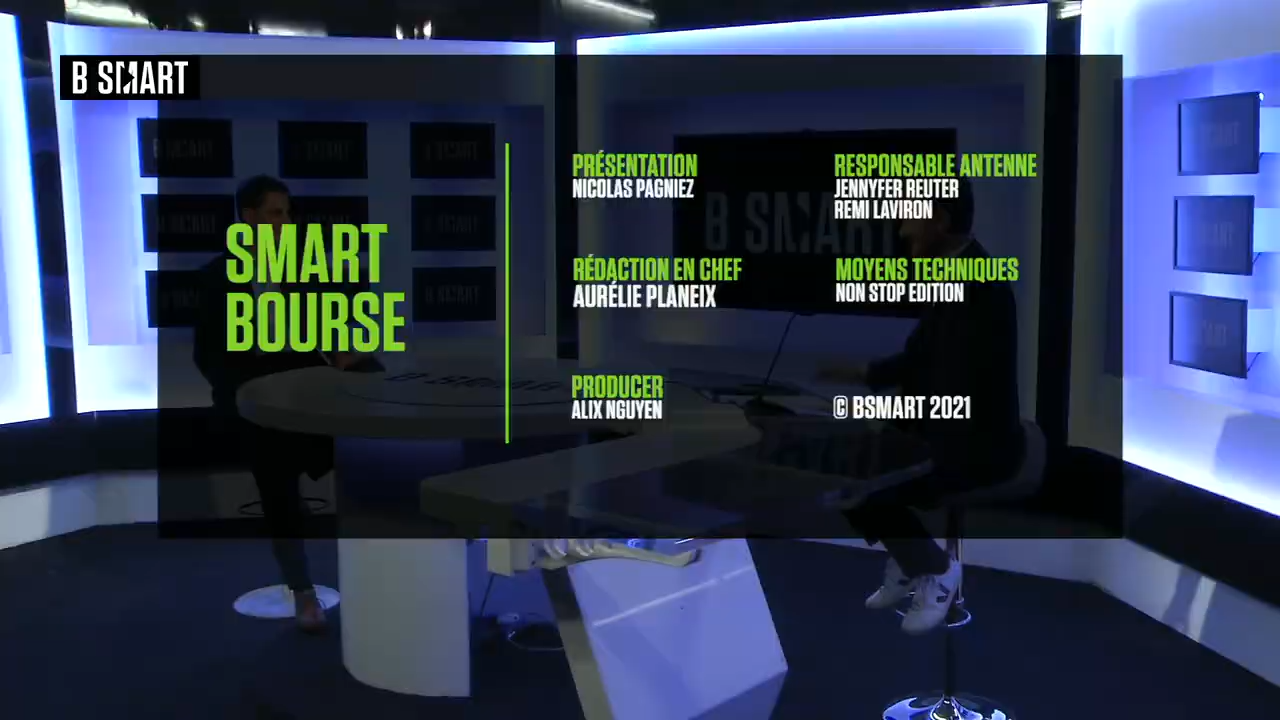 B SMART
SMART
BOURSE
PRÉSENTATION
NICOLAS PAGNIEZ
RÉDACTION EN CHEF
AURÉLIE PLANEIX
PRODUCER
ALIX NGUYEN
RESPONSABLE ANTENNE
JENNYFER REUTER
REMI LAVIRON
MOYENS TECHNIQUES
NON STOP EDITION
© BSMART 2021
B SMART